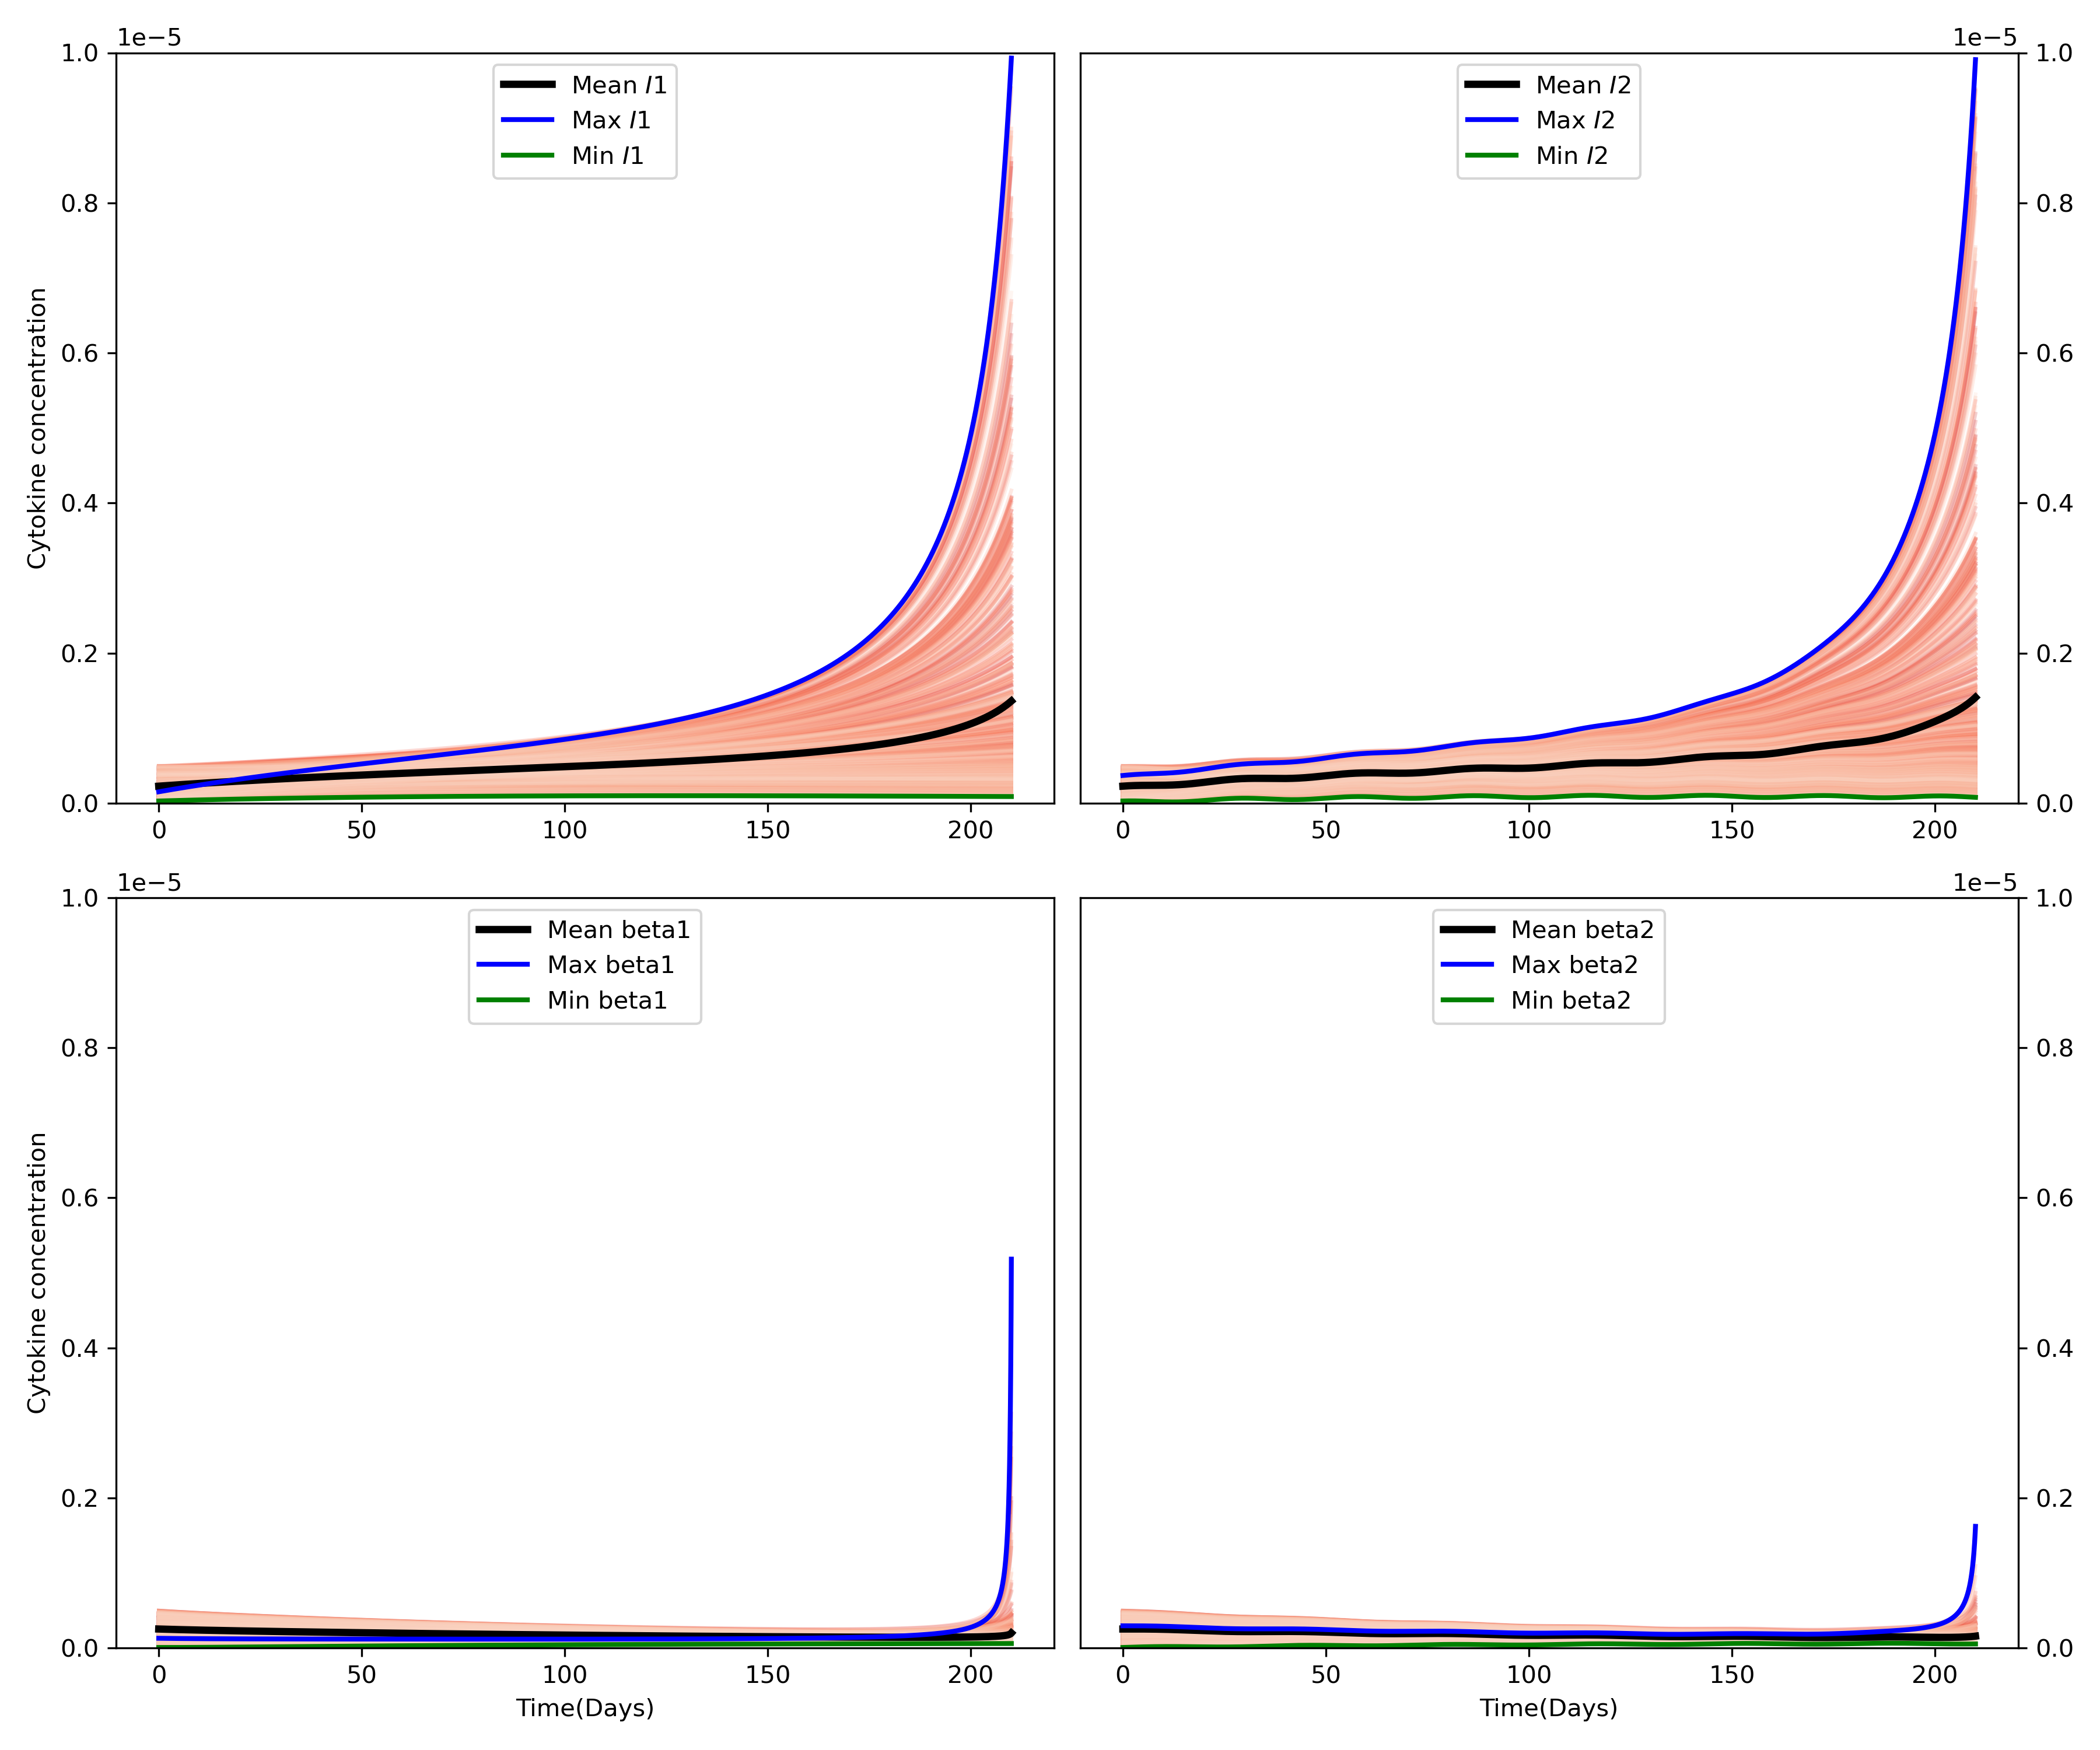 1e−5
1e−5
1.0
0.8
0.6
0.4
0.2
0.0
Cytokine concentration
Mean I1
Max I1
Min I1
0 50 100 150 200
Mean I2
Max I2
Min I2
1.0
0.8
0.6
0.4
0.2
0.0
0 50 100 150 200
1e−5
1e−5
1.0
0.8
0.6
0.4
0.2
0.0
Cytokine concentration
Mean beta1
Max beta1
Min beta1
0 50 100 150 200
Time(Days)
Mean beta2
Max beta2
Min beta2
1.0
0.8
0.6
0.4
0.2
0.0
0 50 100 150 200
Time(Days)